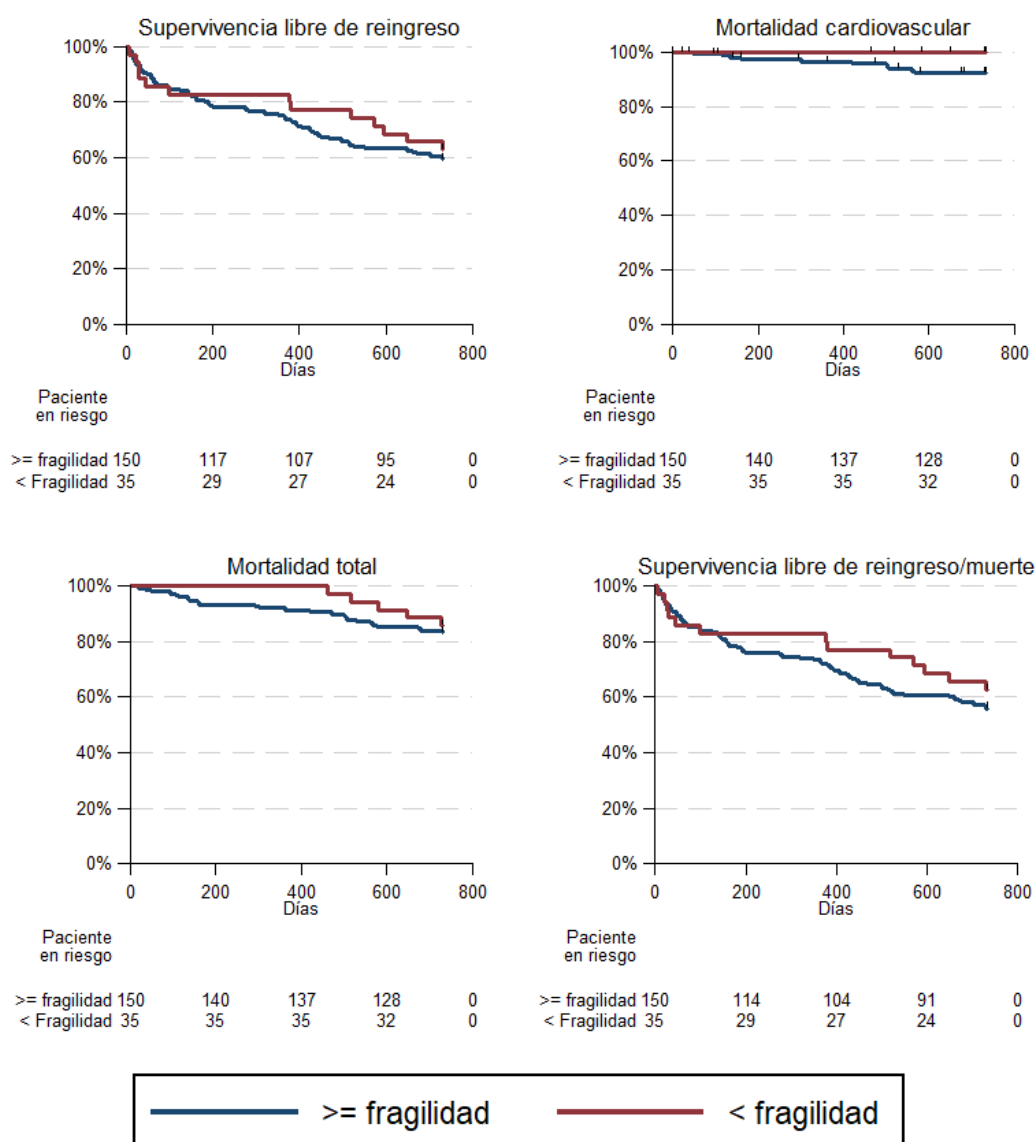 Supervivencia libre de reingreso
100%
80%
60%
40%
20%
0%
0 200 400 600 800
Días
Paciente
en riesgo
>= fragilidad 150 117 107 95 0
< Fragilidad 35 29 27 24 0
Mortalidad cardiovascular
100%
80%
60%
40%
20%
0%
0 200 400 600 800
Días
Paciente
en riesgo
>= fragilidad 150 140 137 128 0
< Fragilidad 35 35 35 32 0
Mortalidad total
100%
80%
60%
40%
20%
0%
0 200 400 600 800
Días
Paciente
en riesgo
>= fragilidad 150 140 137 128 0
< Fragilidad 35 35 35 32 0
Supervivencia libre de reingreso/muerte
100%
80%
60%
40%
20%
0%
0 200 400 600 800
Días
Paciente
en riesgo
>= fragilidad 150 114 104 91 0
< Fragilidad 35 29 27 24 0
>= fragilidad < fragilidad